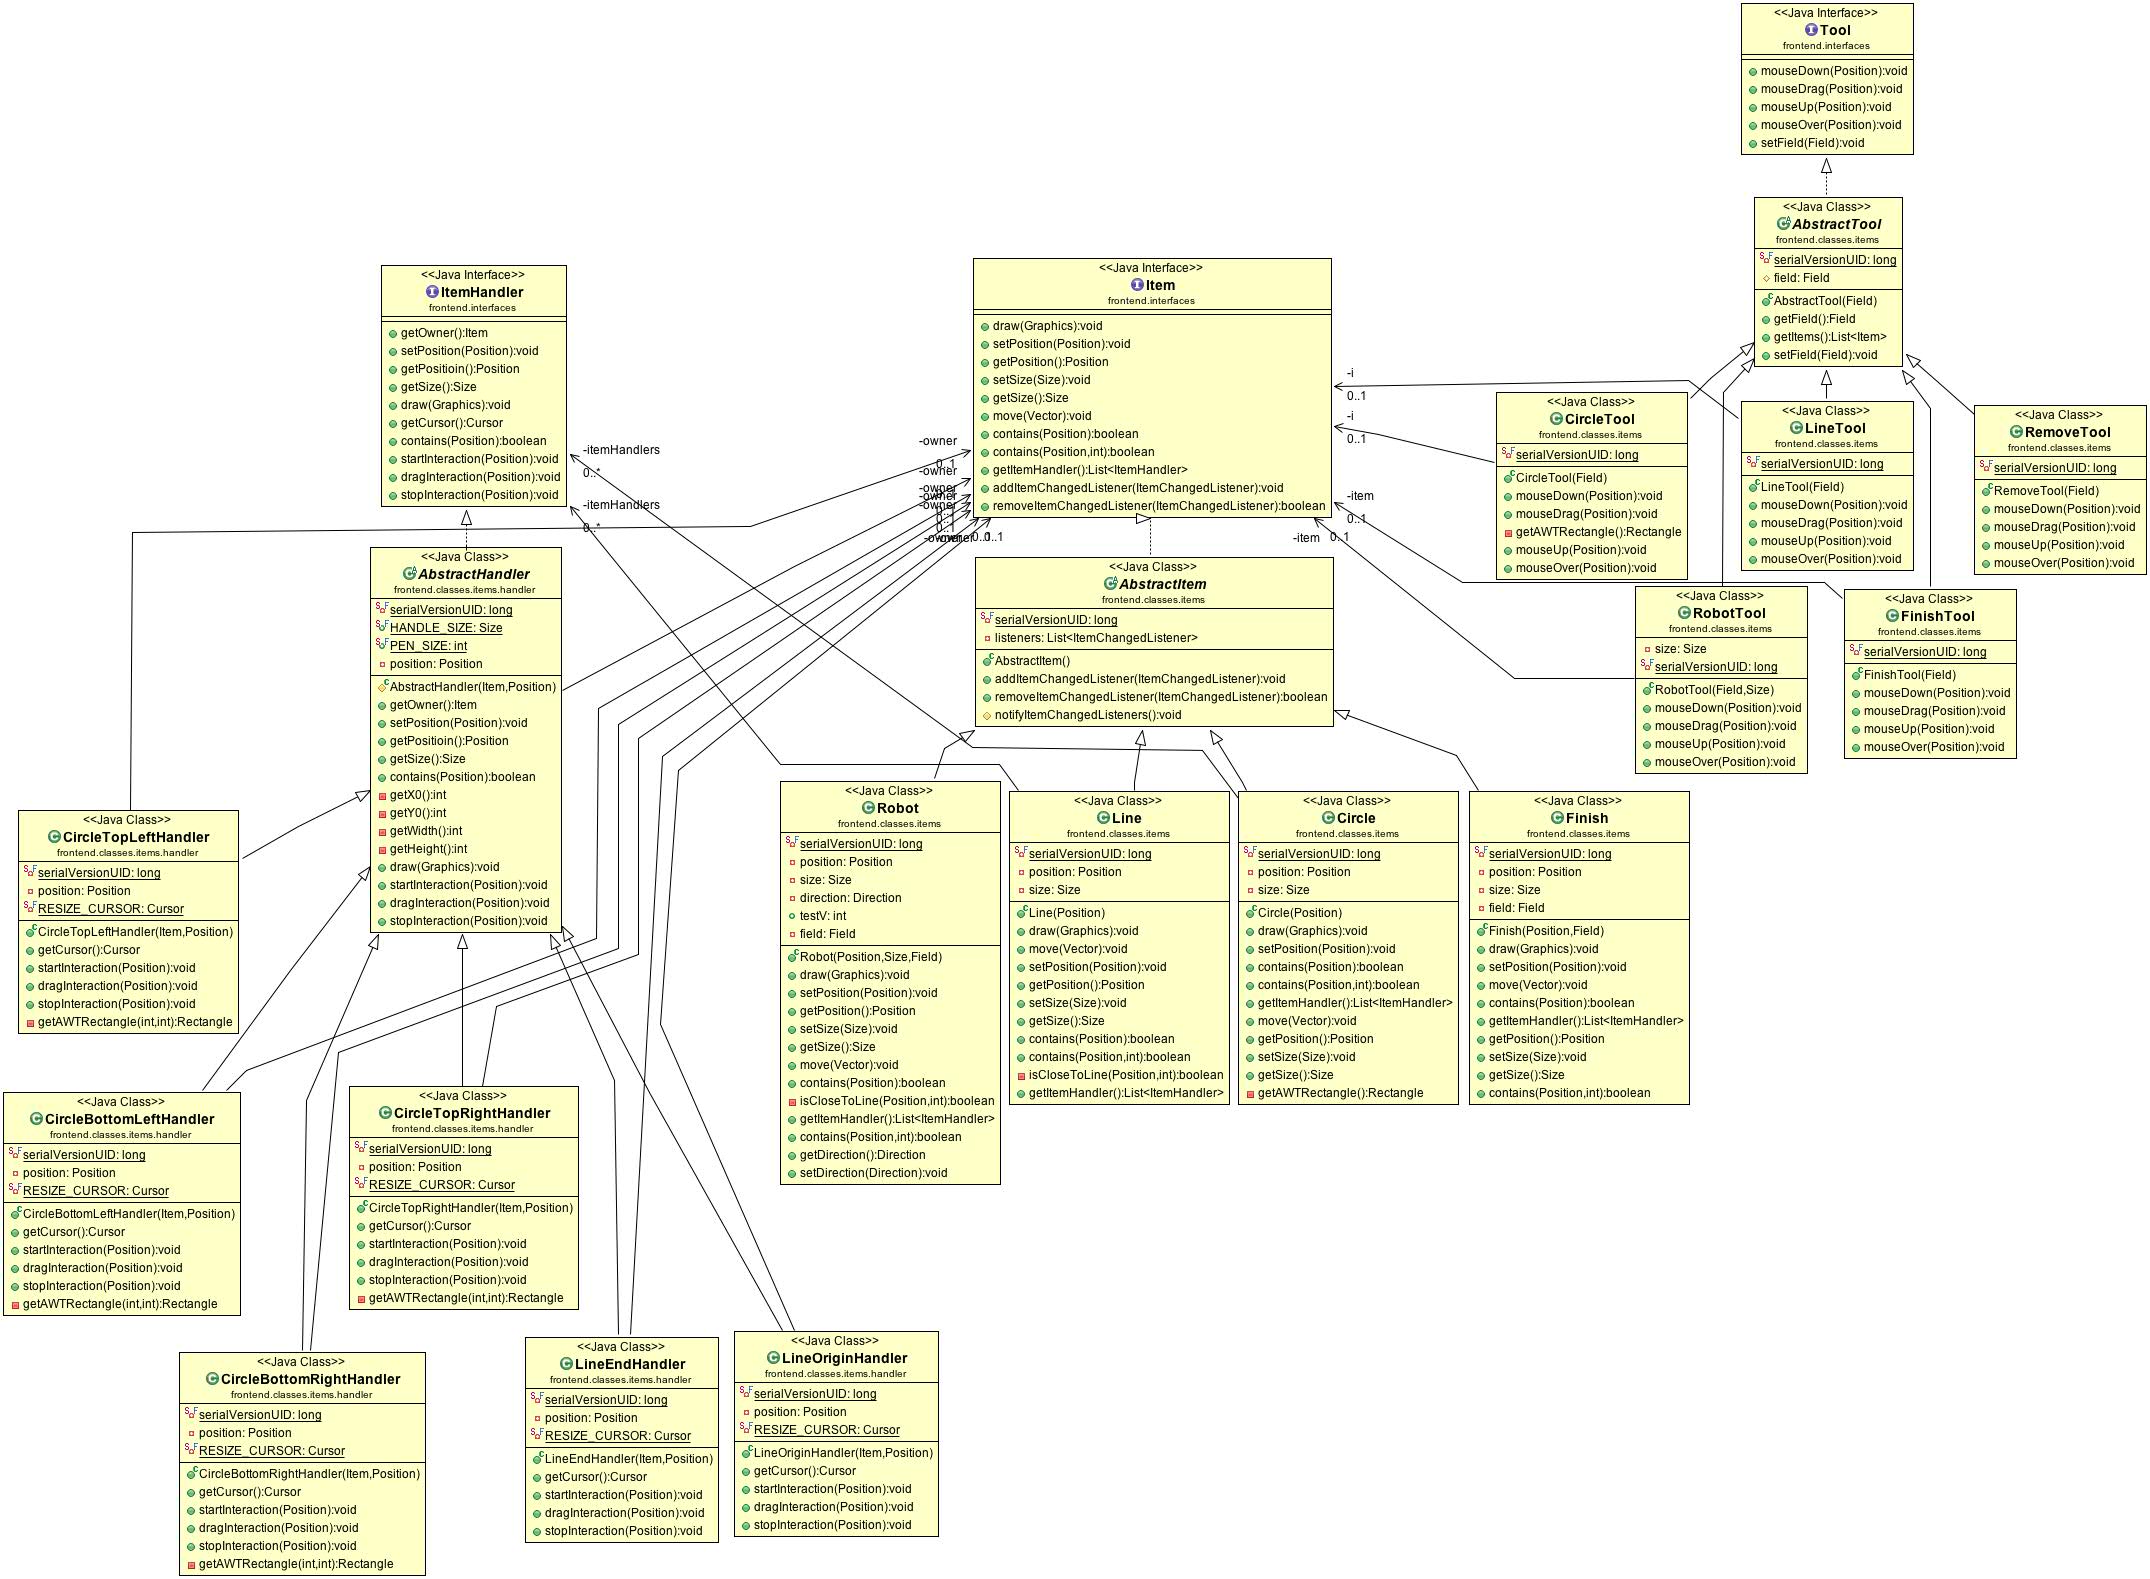 <<Java Interface>>
Tool
frontend.interfaces
mouseDown(Position):void
mouseDrag(Position):void
mouseUp(Position):void
mouseOver(Position):void
setField(Field):void
<<Java Class>>
AbstractTool
frontend.classes.items
serialVersionUID: long
field: Field
AbstractTool(Field)
getField():Field
getItems():List<Item>
setField(Field):void
<<Java Interface>>
ItemHandler
frontend.interfaces
getOwner():Item
setPosition(Position):void
getPositioin():Position
getSize():Size
draw(Graphics):void
getCursor():Cursor
contains(Position):boolean
startInteraction(Position):void
dragInteraction(Position):void
stopInteraction(Position):void
<<Java Interface>>
Item
frontend.interfaces
draw(Graphics):void
setPosition(Position):void
getPosition():Position
setSize(Size):void
getSize():Size
move(Vector):void
contains(Position):boolean
contains(Position,int):boolean
getItemHandler():List<ItemHandler>
addItemChangedListener(ItemChangedListener):void
removeItemChangedListener(ItemChangedListener):boolean
-itemHandlers
0..*
-itemHandlers
0..*
-owner
0..1
-owner
-owner
-owner
0..1
-owner
0..1
-i
0..1
-i
0..1
-item
0..1
-item
0..1
<<Java Class>>
CircleTool
frontend.classes.items
serialVersionUID: long
CircleTool(Field)
mouseDown(Position):void
mouseDrag(Position):void
getAWTRectangle():Rectangle
mouseUp(Position):void
mouseOver(Position):void
<<Java Class>>
LineTool
frontend.classes.items
serialVersionUID: long
LineTool(Field)
mouseDown(Position):void
mouseDrag(Position):void
mouseUp(Position):void
mouseOver(Position):void
<<Java Class>>
RemoveTool
frontend.classes.items
serialVersionUID: long
RemoveTool(Field)
mouseDown(Position):void
mouseDrag(Position):void
mouseUp(Position):void
mouseOver(Position):void
<<Java Class>>
AbstractHandler
frontend.classes.items.handler
serialVersionUID: long
HANDLE_SIZE: Size
PEN_SIZE: int
position: Position
AbstractHandler(Item,Position)
getOwner():Item
setPosition(Position):void
getPositioin():Position
getSize():Size
contains(Position):boolean
getX0():int
getY0():int
getWidth():int
getHeight():int
draw(Graphics):void
startInteraction(Position):void
dragInteraction(Position):void
stopInteraction(Position):void
<<Java Class>>
AbstractItem
frontend.classes.items
serialVersionUID: long
listeners: List<ItemChangedListener>
AbstractItem()
addItemChangedListener(ItemChangedListener):void
removeItemChangedListener(ItemChangedListener):boolean
notifyItemChangedListeners():void
<<Java Class>>
RobotTool
frontend.classes.items
size: Size
serialVersionUID: long
RobotTool(Field,Size)
mouseDown(Position):void
mouseDrag(Position):void
mouseUp(Position):void
mouseOver(Position):void
<<Java Class>>
FinishTool
frontend.classes.items
serialVersionUID: long
FinishTool(Field)
mouseDown(Position):void
mouseDrag(Position):void
mouseUp(Position):void
mouseOver(Position):void
<<Java Class>>
CircleTopLeftHandler
frontend.classes.items.handler
serialVersionUID: long
position: Position
RESIZE_CURSOR: Cursor
CircleTopLeftHandler(Item,Position)
getCursor():Cursor
startInteraction(Position):void
dragInteraction(Position):void
stopInteraction(Position):void
getAWTRectangle(int,int):Rectangle
<<Java Class>>
Robot
frontend.classes.items
serialVersionUID: long
position: Position
size: Size
direction: Direction
testV: int
field: Field
Robot(Position,Size,Field)
draw(Graphics):void
setPosition(Position):void
getPosition():Position
setSize(Size):void
getSize():Size
move(Vector):void
contains(Position):boolean
isCloseToLine(Position,int):boolean
getItemHandler():List<ItemHandler>
contains(Position,int):boolean
getDirection():Direction
setDirection(Direction):void
<<Java Class>>
Line
frontend.classes.items
serialVersionUID: long
position: Position
size: Size
Line(Position)
draw(Graphics):void
move(Vector):void
setPosition(Position):void
getPosition():Position
setSize(Size):void
getSize():Size
contains(Position):boolean
contains(Position,int):boolean
isCloseToLine(Position,int):boolean
getItemHandler():List<ItemHandler>
<<Java Class>>
Circle
frontend.classes.items
serialVersionUID: long
position: Position
size: Size
Circle(Position)
draw(Graphics):void
setPosition(Position):void
contains(Position):boolean
contains(Position,int):boolean
getItemHandler():List<ItemHandler>
move(Vector):void
getPosition():Position
setSize(Size):void
getSize():Size
getAWTRectangle():Rectangle
<<Java Class>>
Finish
frontend.classes.items
serialVersionUID: long
position: Position
size: Size
field: Field
Finish(Position,Field)
draw(Graphics):void
setPosition(Position):void
move(Vector):void
contains(Position):boolean
getItemHandler():List<ItemHandler>
getPosition():Position
setSize(Size):void
getSize():Size
contains(Position,int):boolean
<<Java Class>>
CircleBottomLeftHandler
frontend.classes.items.handler
serialVersionUID: long
position: Position
RESIZE_CURSOR: Cursor
CircleBottomLeftHandler(Item,Position)
getCursor():Cursor
startInteraction(Position):void
dragInteraction(Position):void
stopInteraction(Position):void
getAWTRectangle(int,int):Rectangle
<<Java Class>>
CircleTopRightHandler
frontend.classes.items.handler
serialVersionUID: long
position: Position
RESIZE_CURSOR: Cursor
CircleTopRightHandler(Item,Position)
getCursor():Cursor
startInteraction(Position):void
dragInteraction(Position):void
stopInteraction(Position):void
getAWTRectangle(int,int):Rectangle
<<Java Class>>
CircleBottomRightHandler
frontend.classes.items.handler
serialVersionUID: long
position: Position
RESIZE_CURSOR: Cursor
CircleBottomRightHandler(Item,Position)
getCursor():Cursor
startInteraction(Position):void
dragInteraction(Position):void
stopInteraction(Position):void
getAWTRectangle(int,int):Rectangle
<<Java Class>>
LineEndHandler
frontend.classes.items.handler
serialVersionUID: long
position: Position
RESIZE_CURSOR: Cursor
LineEndHandler(Item,Position)
getCursor():Cursor
startInteraction(Position):void
dragInteraction(Position):void
stopInteraction(Position):void
<<Java Class>>
LineOriginHandler
frontend.classes.items.handler
serialVersionUID: long
position: Position
RESIZE_CURSOR: Cursor
LineOriginHandler(Item,Position)
getCursor():Cursor
startInteraction(Position):void
dragInteraction(Position):void
stopInteraction(Position):void